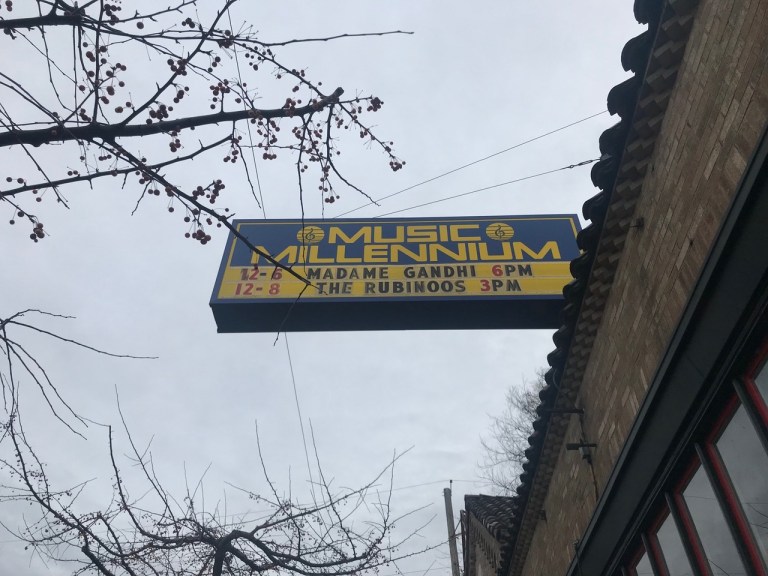 MUSIC
MILLENNIUM
12-6 MADAME GANDHI 6PM
12-8 THE RUBINOOS 3PM